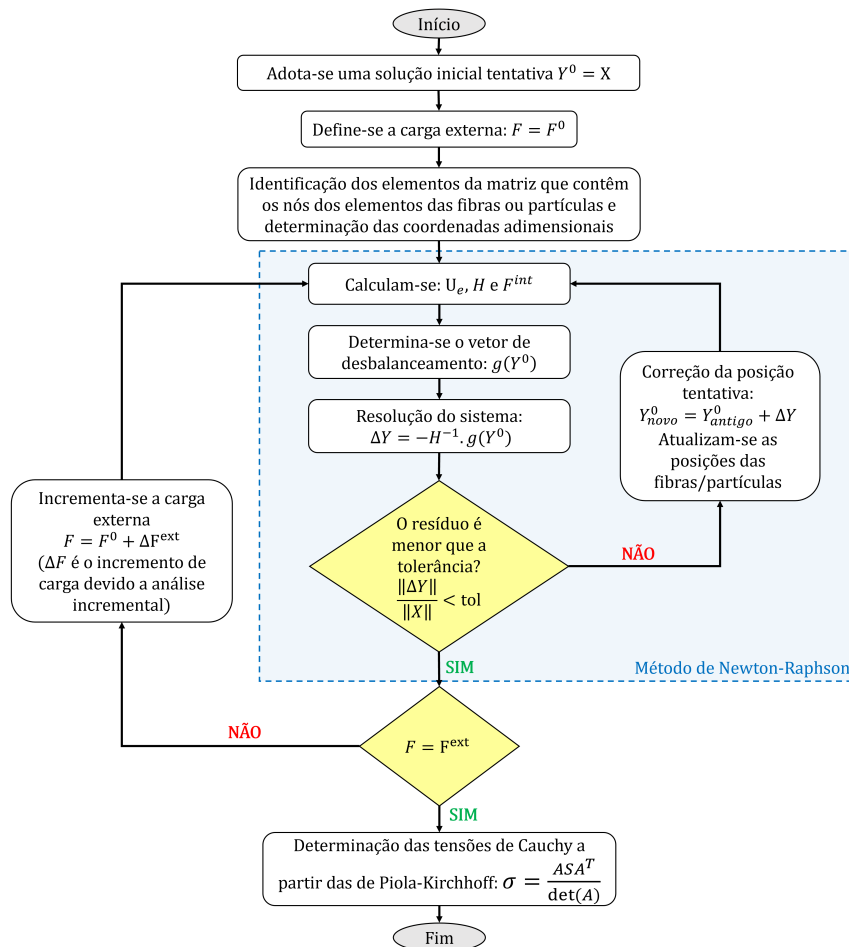 Início
Adota-se uma solução inicial tentativa Y⁰ = X
Define-se a carga externa: F = F⁰
Identificação dos elementos da matriz que contêm
os nós dos elementos das fibras ou partículas e
determinação das coordenadas adimensionais
Calculam-se: Uₑ, H e Fⁱⁿᵗ
Determina-se o vetor de
desbalanceamento: g(Y⁰)
Resolução do sistema:
ΔY = −H⁻¹. g(Y⁰)
O resíduo é
menor que a
tolerância?
‖ΔY‖
‖X‖ < tol
NÃO
Correção da posição
tentativa:
Y⁰_novo = Y⁰_antigo + ΔY
Atualizam-se as
posições das
fibras/partículas
SIM
Método de Newton-Raphson
F = Fᵉˣᵗ
NÃO
Incrementa-se a carga
externa
F = F⁰ + ΔFᵉˣᵗ
(ΔF é o incremento de
carga devido a análise
incremental)
SIM
Determinação das tensões de Cauchy a
partir das de Piola-Kirchhoff: σ = ASAᵀ / det(A)
Fim